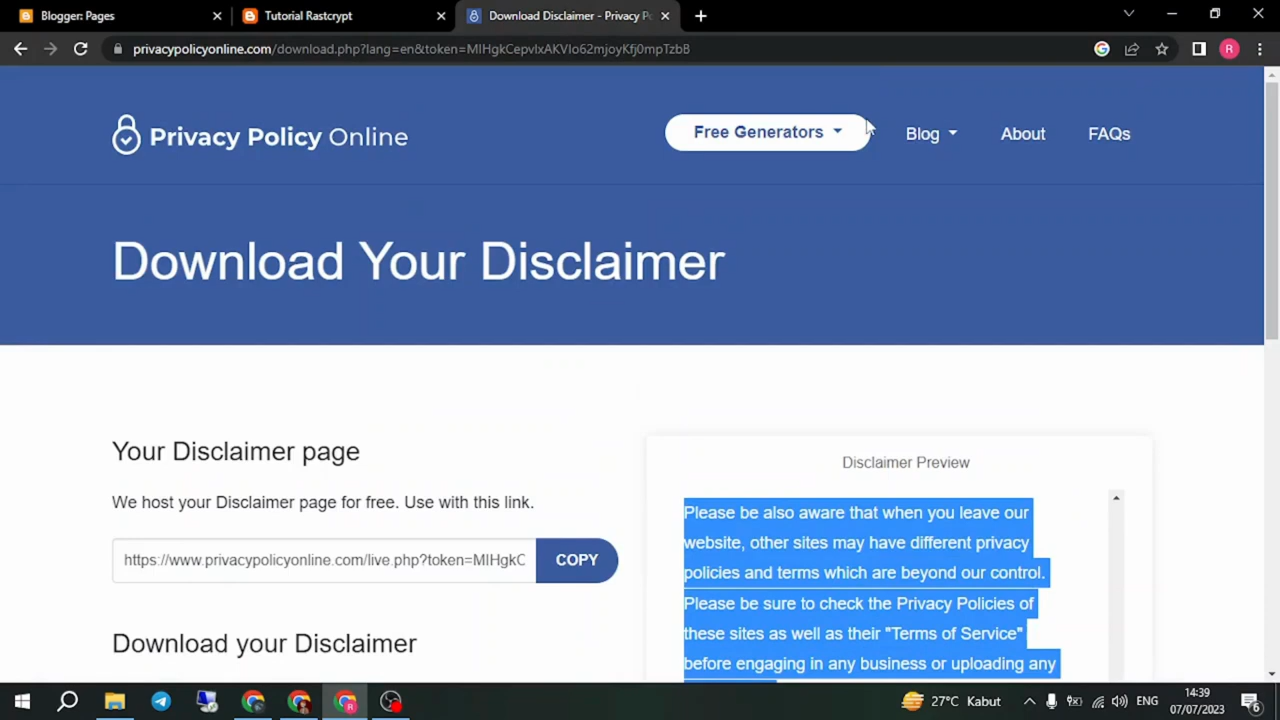 Blogger: Pages
Tutorial Rastcrypt
Download Disclaimer - Privacy Po
privacypolicyonline.com/download.php?lang=en&token=MIHgkCepvlxAKVIo62mjoyKfj0mpTzbB
R
Privacy Policy Online
Free Generators
Blog
About
FAQs
Download Your Disclaimer
Your Disclaimer page
We host your Disclaimer page for free. Use with this link.
https://www.privacypolicyonline.com/live.php?token=MIHgkC
COPY
Download your Disclaimer
Disclaimer Preview
Please be also aware that when you leave our
website, other sites may have different privacy
policies and terms which are beyond our control.
Please be sure to check the Privacy Policies of
these sites as well as their "Terms of Service"
before engaging in any business or uploading any
27°C Kabut
ENG
14:39
07/07/2023
6